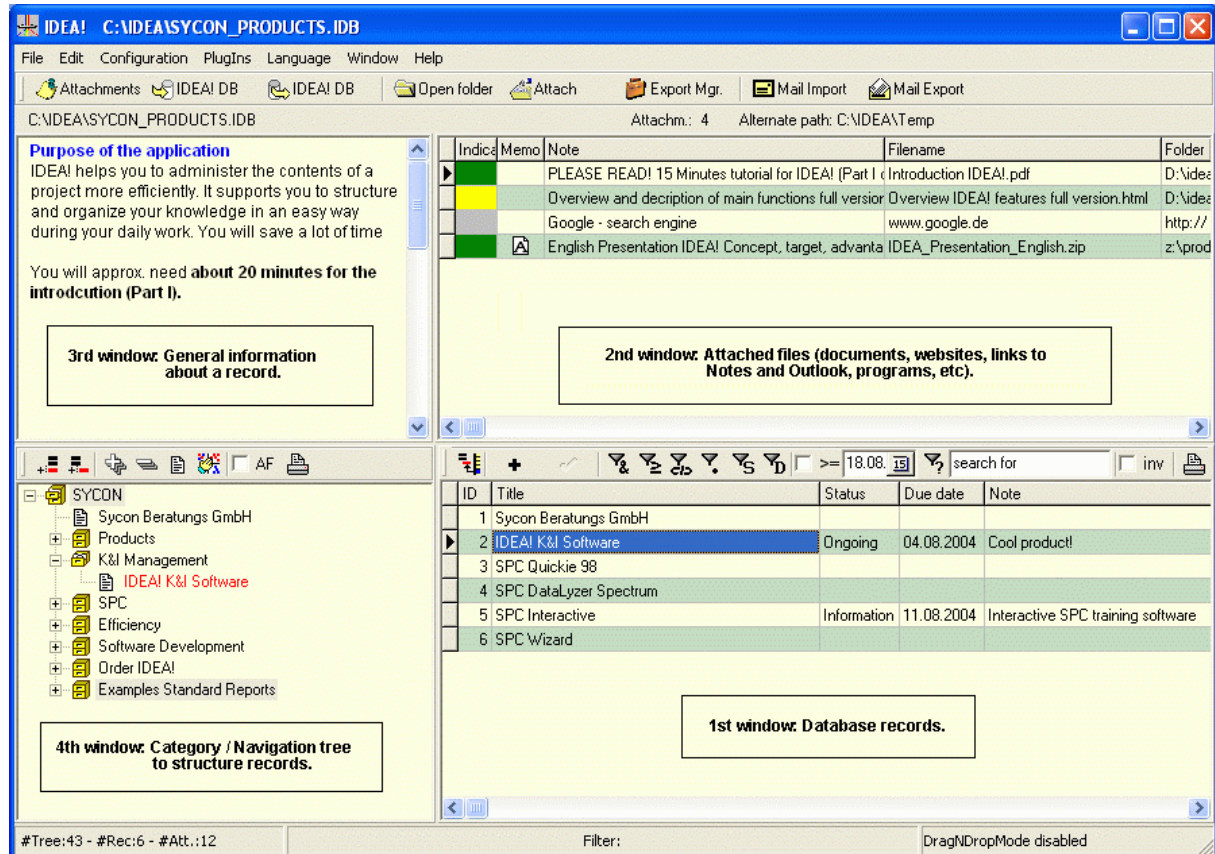 IDEA! C:\IDEA\SYCON_PRODUCTS.IDB
File Edit Configuration PlugIns Language Window Help
Attachments IDEA! DB IDEA! DB Open folder Attach Export Mgr. Mail Import Mail Export
C:\IDEA\SYCON_PRODUCTS.IDB Attachm.: 4 Alternate path: C:\IDEA\Temp
Purpose of the application
IDEA! helps you to administer the contents of a
project more efficiently. It supports you to structure
and organize your knowledge in an easy way
during your daily work. You will save a lot of time
You will approx. need about 20 minutes for the
introdcution (Part I).
3rd window: General information
about a record.
Indica Memo Note Filename Folder
PLEASE READ! 15 Minutes tutorial for IDEA! (Part I Introduction IDEA!.pdf D:\idea
Overview and decription of main functions full version Overview IDEA! features full version.html D:\idea
Google - search engine www.google.de http://
English Presentation IDEA! Concept, target, advanta IDEA_Presentation_English.zip z:\prod
2nd window: Attached files (documents, websites, links to
Notes and Outlook, programs, etc).
AF
SYCON
Sycon Beratungs GmbH
Products
K&I Management
IDEA! K&I Software
SPC
Efficiency
Software Development
Order IDEA!
Examples Standard Reports
4th window: Category / Navigation tree
to structure records.
>= 18.08. 15 search for inv
ID Title Status Due date Note
1 Sycon Beratungs GmbH
2 IDEA! K&I Software Ongoing 04.08.2004 Cool product!
3 SPC Quickie 98
4 SPC DataLyzer Spectrum
5 SPC Interactive Information 11.08.2004 Interactive SPC training software
6 SPC Wizard
1st window: Database records.
#Tree:43 - #Rec:6 - #Att.:12 Filter: DragNDropMode disabled